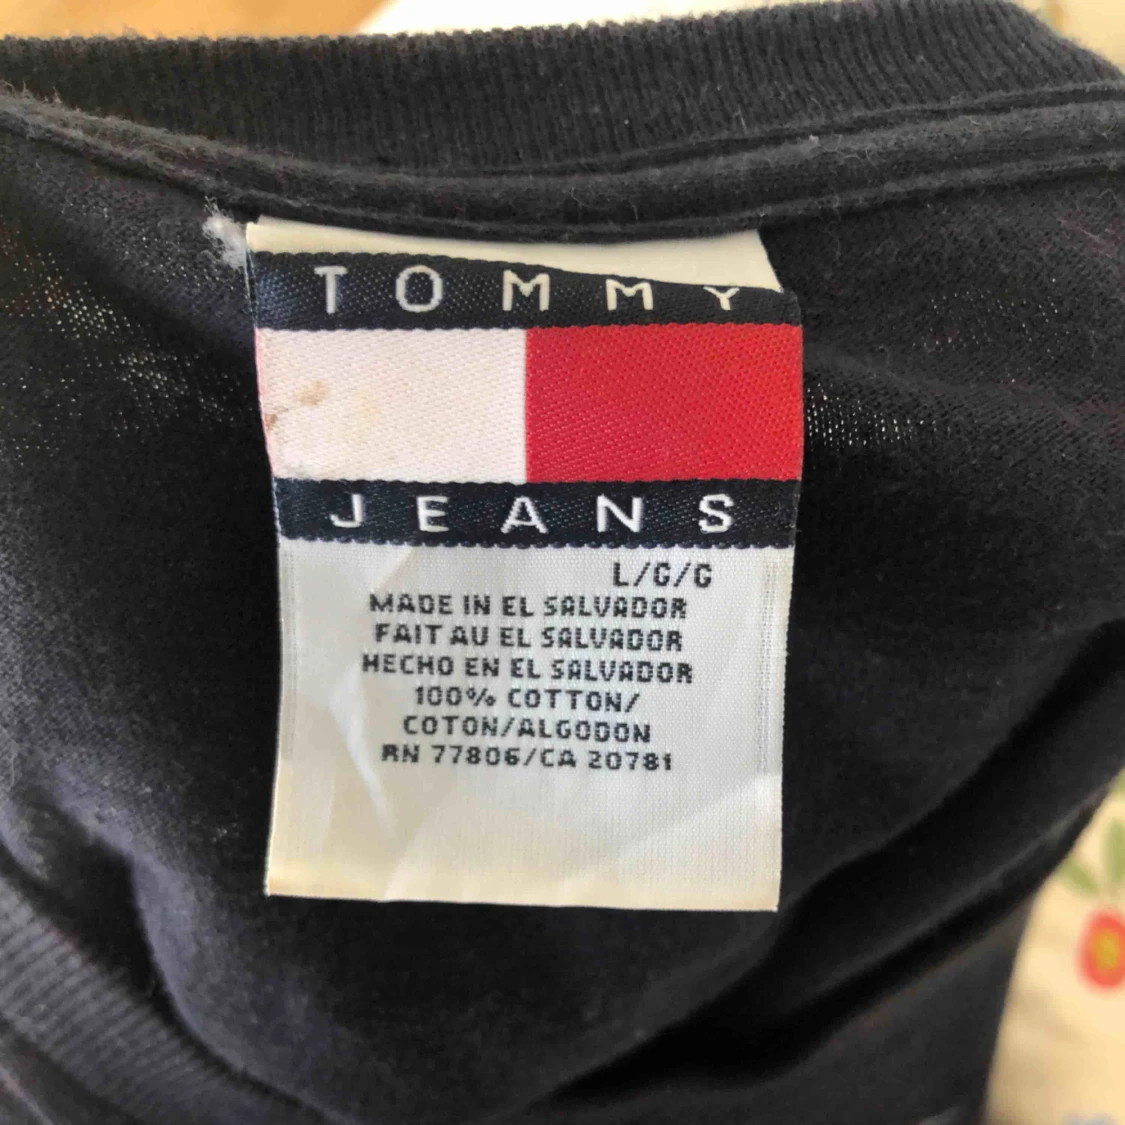 TOMMY
JEANS
L/G/G
MADE IN EL SALVADOR
FAIT AU EL SALVADOR
HECHO EN EL SALVADOR
100% COTTON/
COTON/ALGODON
RN 77806/CA 20781